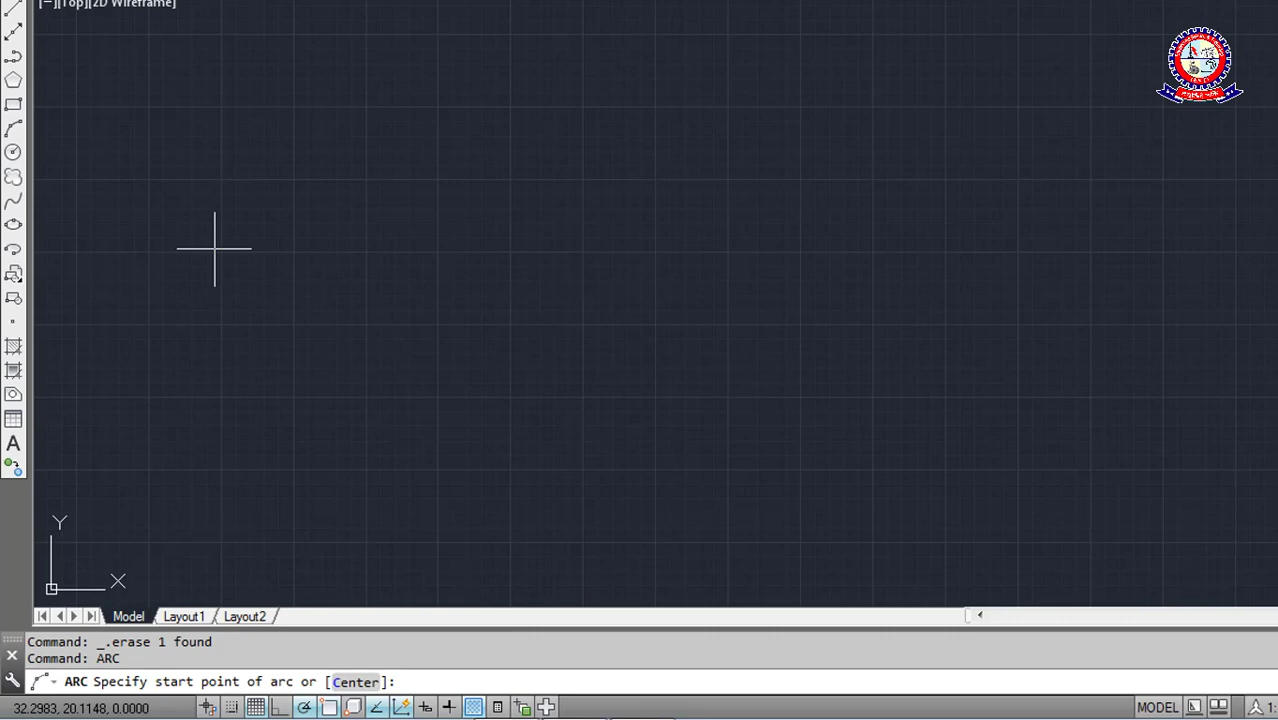 [−][Top][2D Wireframe]
A
Y
X
Model Layout1 Layout2
Command: _.erase 1 found
Command: ARC
ARC Specify start point of arc or [Center]:
32.2983, 20.1148, 0.0000
MODEL
1: